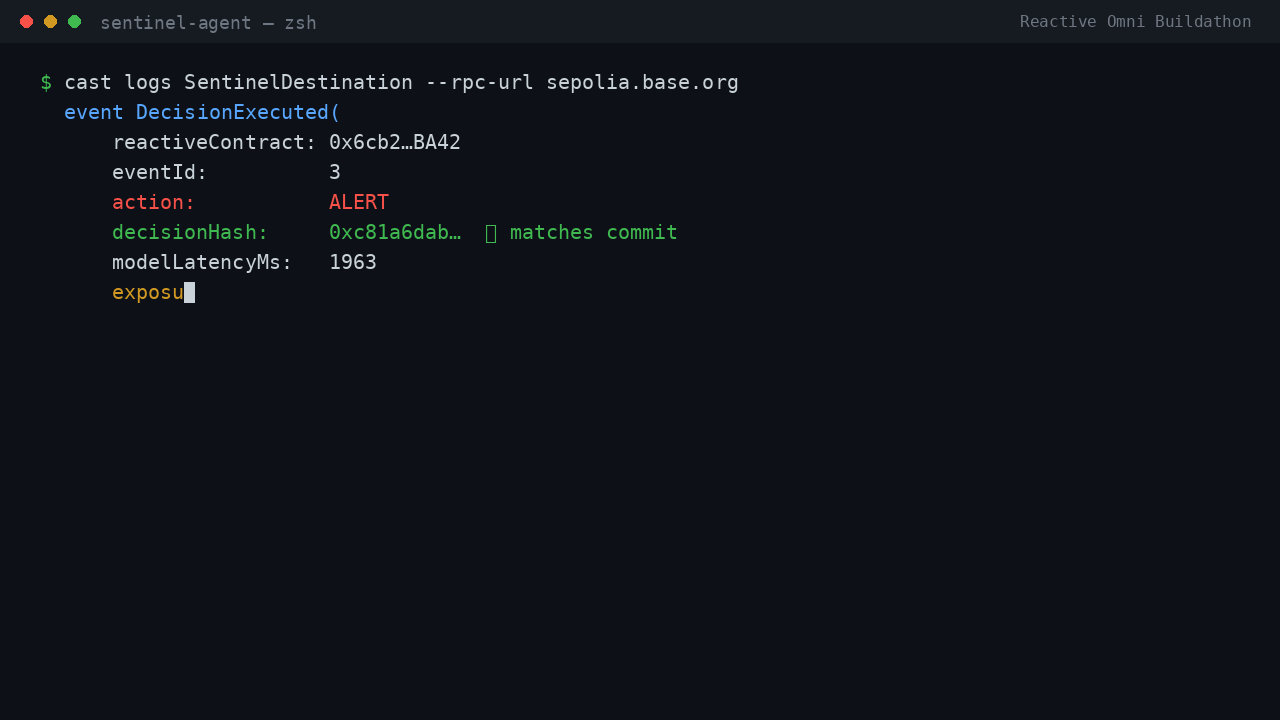 sentinel-agent — zsh
Reactive Omni Buildathon
$ cast logs SentinelDestination --rpc-url sepolia.base.org
event DecisionExecuted(
reactiveContract: 0x6cb2…BA42
eventId: 3
action: ALERT
decisionHash: 0xc81a6dab… ▯ matches commit
modelLatencyMs: 1963
exposu